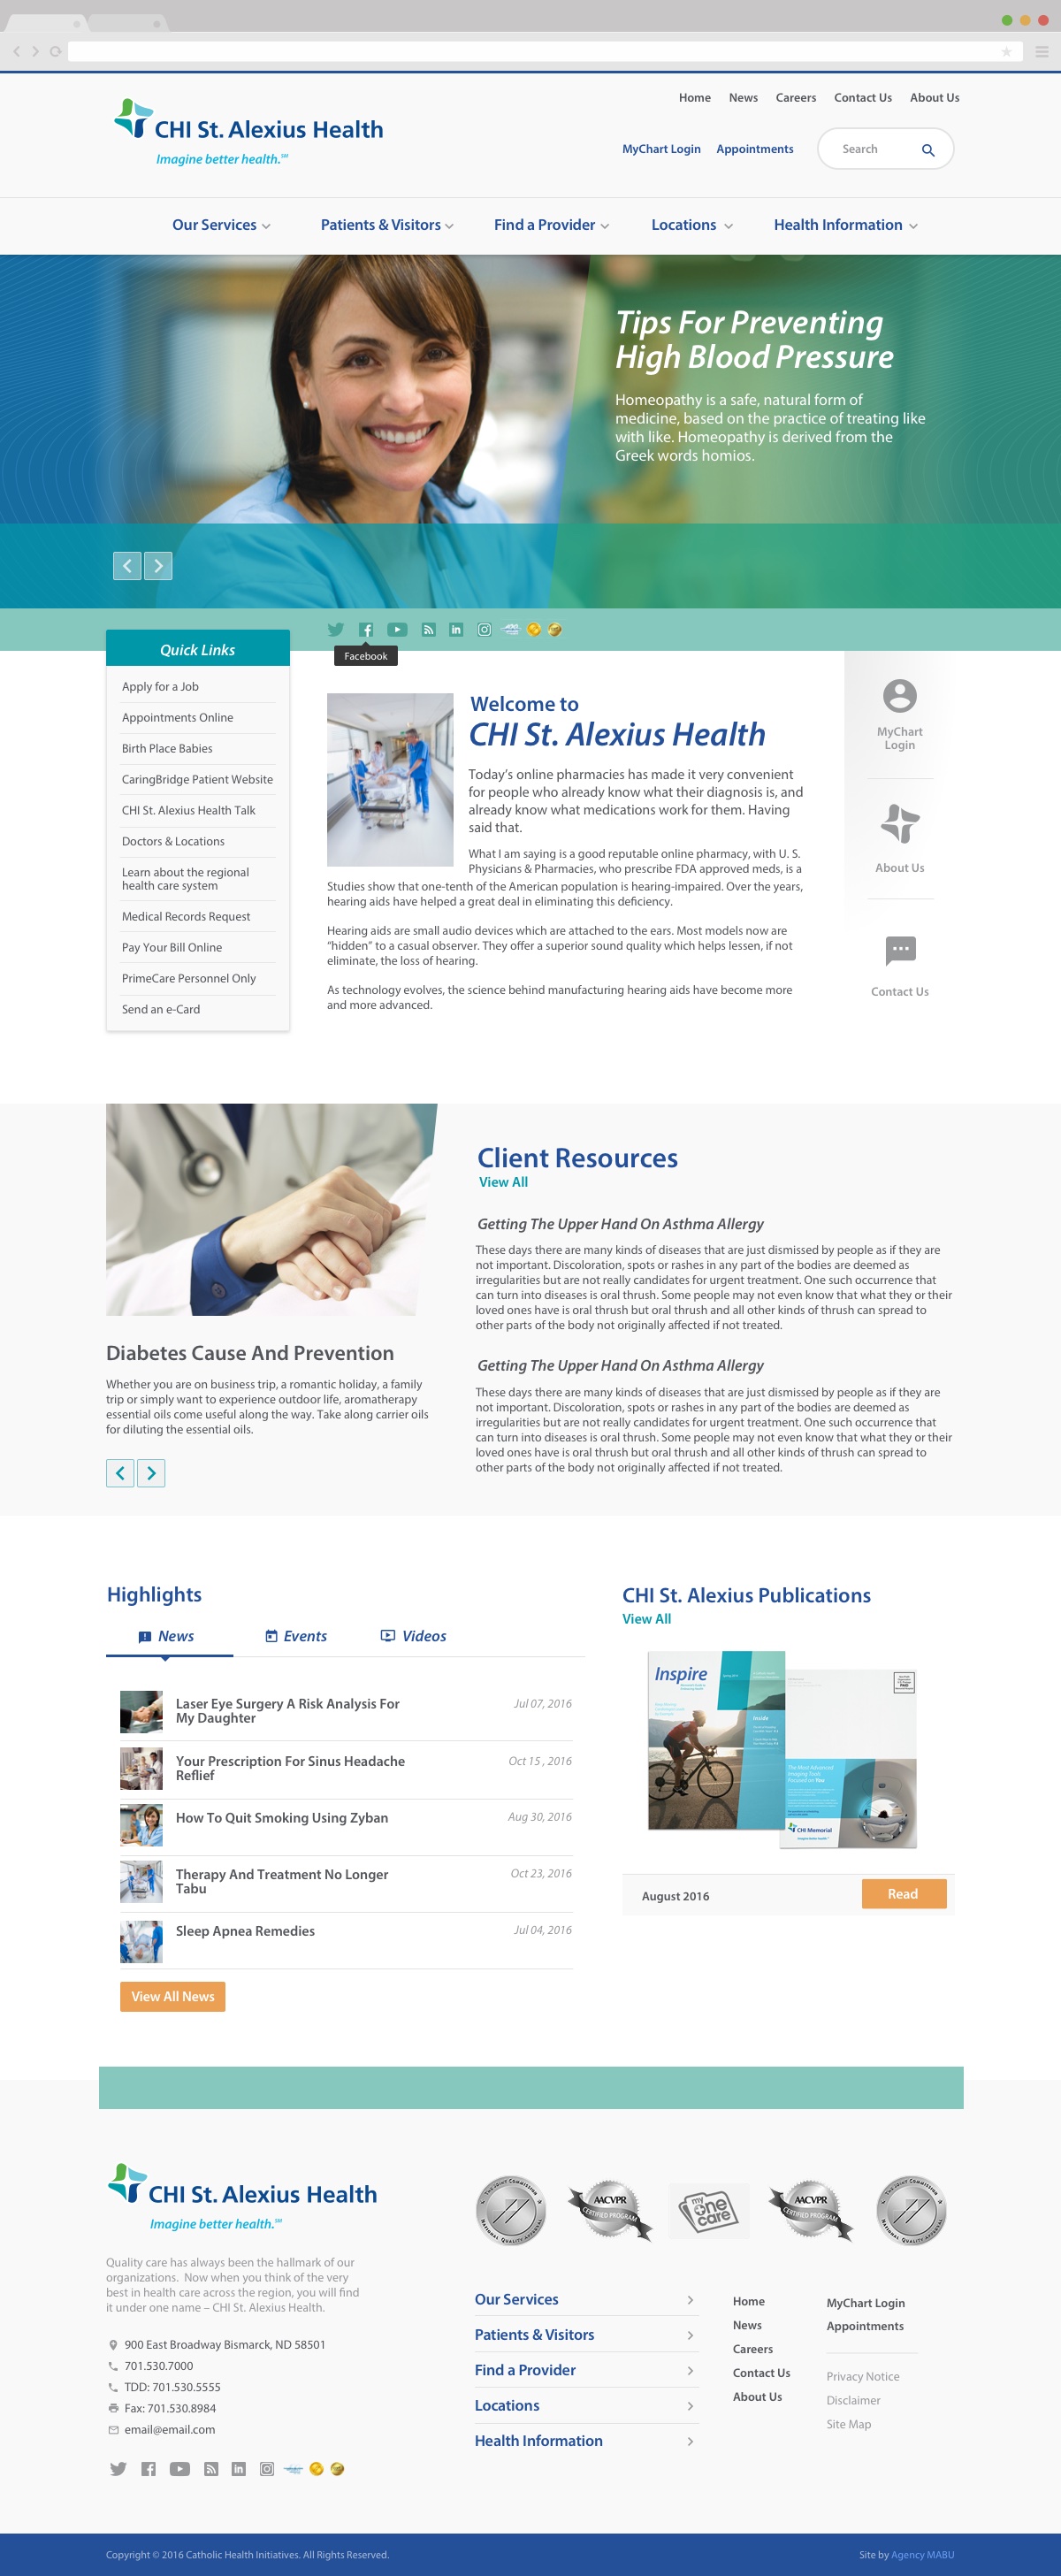 Home News Careers Contact Us About Us
CHI St. Alexius Health
Imagine better health.℠
MyChart Login Appointments Search
Our Services Patients & Visitors Find a Provider Locations Health Information
Tips For Preventing
High Blood Pressure
Homeopathy is a safe, natural form of
medicine, based on the practice of treating like
with like. Homeopathy is derived from the
Greek words homios.
Facebook
Quick Links
Apply for a Job
Appointments Online
Birth Place Babies
CaringBridge Patient Website
CHI St. Alexius Health Talk
Doctors & Locations
Learn about the regional
health care system
Medical Records Request
Pay Your Bill Online
PrimeCare Personnel Only
Send an e-Card
Welcome to
CHI St. Alexius Health
Today's online pharmacies has made it very convenient
for people who already know what their diagnosis is, and
already know what medications work for them. Having
said that.
What I am saying is a good reputable online pharmacy, with U. S.
Physicians & Pharmacies, who prescribe FDA approved meds, is a
Studies show that one-tenth of the American population is hearing-impaired. Over the years,
hearing aids have helped a great deal in eliminating this deficiency.
Hearing aids are small audio devices which are attached to the ears. Most models now are
“hidden” to a casual observer. They offer a superior sound quality which helps lessen, if not
eliminate, the loss of hearing.
As technology evolves, the science behind manufacturing hearing aids have become more
and more advanced.
MyChart
Login
About Us
Contact Us
Diabetes Cause And Prevention
Whether you are on business trip, a romantic holiday, a family
trip or simply want to experience outdoor life, aromatherapy
essential oils come useful along the way. Take along carrier oils
for diluting the essential oils.
Client Resources
View All
Getting The Upper Hand On Asthma Allergy
These days there are many kinds of diseases that are just dismissed by people as if they are
not important. Discoloration, spots or rashes in any part of the bodies are deemed as
irregularities but are not really candidates for urgent treatment. One such occurrence that
can turn into diseases is oral thrush. Some people may not even know that what they or their
loved ones have is oral thrush but oral thrush and all other kinds of thrush can spread to
other parts of the body not originally affected if not treated.
Getting The Upper Hand On Asthma Allergy
These days there are many kinds of diseases that are just dismissed by people as if they are
not important. Discoloration, spots or rashes in any part of the bodies are deemed as
irregularities but are not really candidates for urgent treatment. One such occurrence that
can turn into diseases is oral thrush. Some people may not even know that what they or their
loved ones have is oral thrush but oral thrush and all other kinds of thrush can spread to
other parts of the body not originally affected if not treated.
Highlights
News Events Videos
Laser Eye Surgery A Risk Analysis For
My Daughter
Jul 07, 2016
Your Prescription For Sinus Headache
Reflief
Oct 15 , 2016
How To Quit Smoking Using Zyban
Aug 30, 2016
Therapy And Treatment No Longer
Tabu
Oct 23, 2016
Sleep Apnea Remedies
Jul 04, 2016
View All News
CHI St. Alexius Publications
View All
Inspire
Inside
The Most Advanced
Imaging Tools
Focused on You
CHI Memorial
August 2016
Read
CHI St. Alexius Health
Imagine better health.℠
Quality care has always been the hallmark of our
organizations. Now when you think of the very
best in health care across the region, you will find
it under one name – CHI St. Alexius Health.
900 East Broadway Bismarck, ND 58501
701.530.7000
TDD: 701.530.5555
Fax: 701.530.8984
email@email.com
The Joint Commission
National Quality Approval
AACVPR
CERTIFIED PROGRAM
my
one
care
AACVPR
CERTIFIED PROGRAM
The Joint Commission
National Quality Approval
Our Services
Patients & Visitors
Find a Provider
Locations
Health Information
Home
News
Careers
Contact Us
About Us
MyChart Login
Appointments
Privacy Notice
Disclaimer
Site Map
Copyright © 2016 Catholic Health Initiatives. All Rights Reserved.
Site by Agency MABU